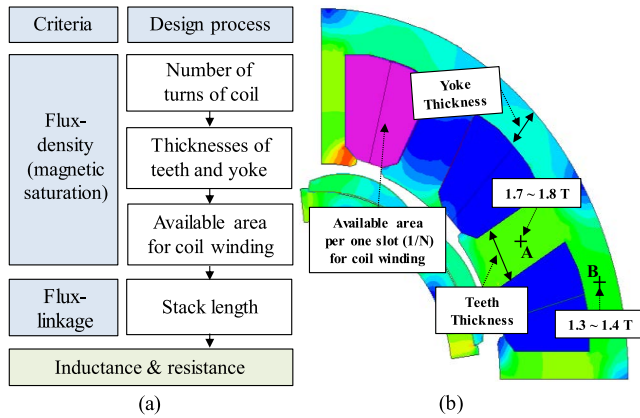 Criteria
Design process
Flux-
density
(magnetic
saturation)
Number of
turns of coil
Thicknesses of
teeth and yoke
Available area
for coil winding
Flux-
linkage
Stack length
Inductance & resistance
(a)
Yoke
Thickness
1.7 ~ 1.8 T
Available area
per one slot (1/N)
for coil winding
A
B
Teeth
Thickness
1.3 ~ 1.4 T
(b)